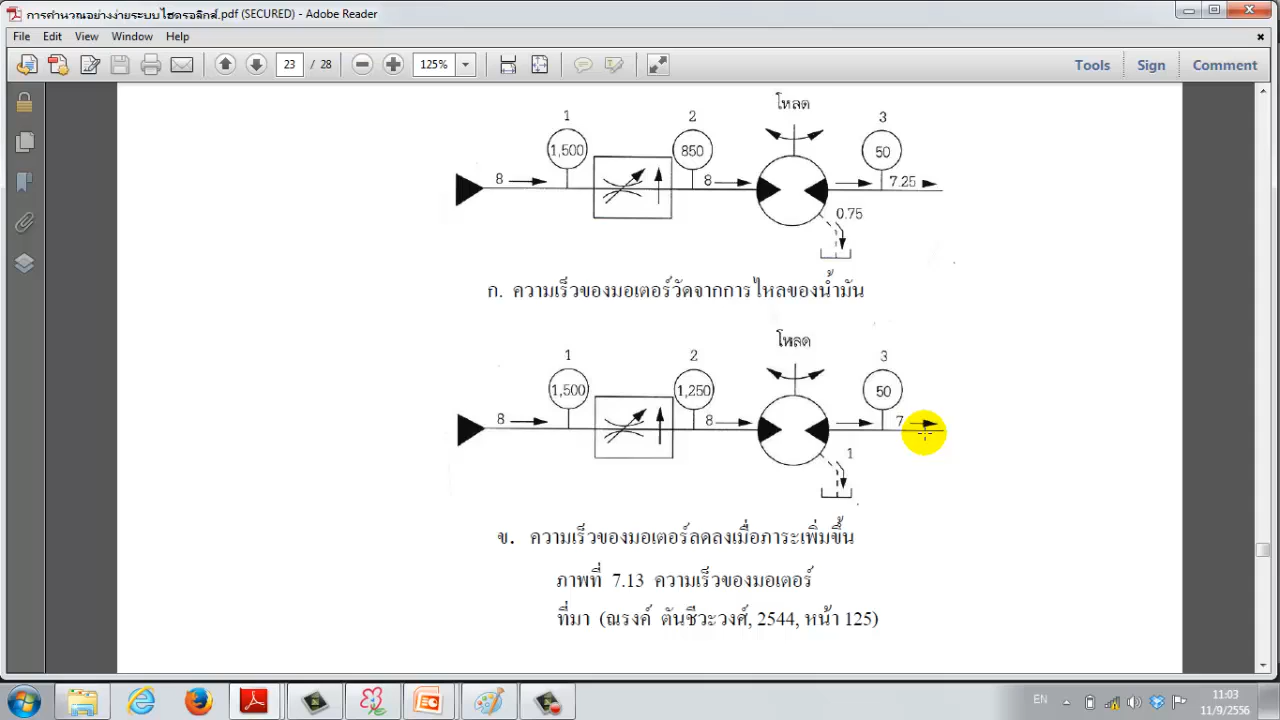 การคำนวณอย่างง่ายระบบไฮดรอลิกส์.pdf (SECURED) - Adobe Reader
File Edit View Window Help
23 / 28 125% Tools Sign Comment
โหลด
1 2 3
1,500 850 50
8 8 7.25
0.75
ก. ความเร็วของมอเตอร์วัดจากการไหลของน้ำมัน
โหลด
1 2 3
1,500 1,250 50
8 8 7
1
ข. ความเร็วของมอเตอร์ลดลงเมื่อภาระเพิ่มขึ้น
ภาพที่ 7.13 ความเร็วของมอเตอร์
ที่มา (ณรงค์ ตันชีวะวงศ์, 2544, หน้า 125)
EN 11:03
11/9/2556